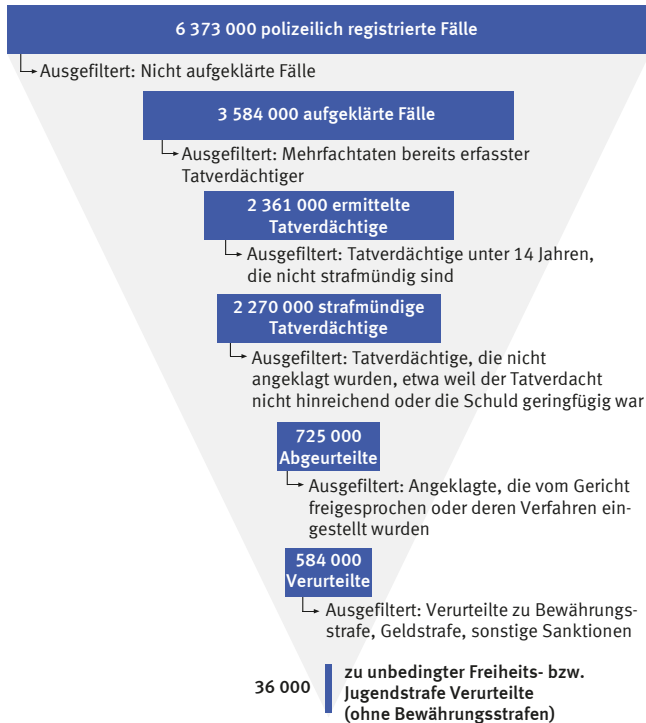 6 373 000 polizeilich registrierte Fälle
Ausgefiltert: Nicht aufgeklärte Fälle
3 584 000 aufgeklärte Fälle
Ausgefiltert: Mehrfachtaten bereits erfasster
Tatverdächtiger
2 361 000 ermittelte
Tatverdächtige
Ausgefiltert: Tatverdächtige unter 14 Jahren,
die nicht strafmündig sind
2 270 000 strafmündige
Tatverdächtige
Ausgefiltert: Tatverdächtige, die nicht
angeklagt wurden, etwa weil der Tatverdacht
nicht hinreichend oder die Schuld geringfügig war
725 000
Abgeurteilte
Ausgefiltert: Angeklagte, die vom Gericht
freigesprochen oder deren Verfahren ein-
gestellt wurden
584 000
Verurteilte
Ausgefiltert: Verurteilte zu Bewährungs-
strafe, Geldstrafe, sonstige Sanktionen
36 000
zu unbedingter Freiheits- bzw.
Jugendstrafe Verurteilte
(ohne Bewährungsstrafen)